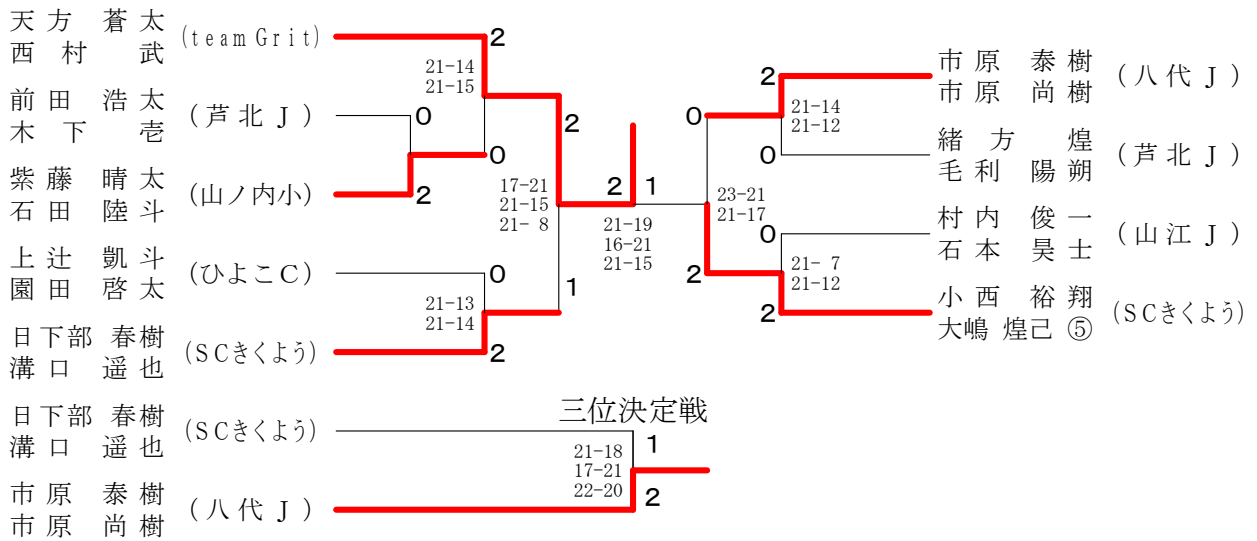 天方 蒼太
西村 武
(teamGrit)
2
21-14
21-15
前田 浩太
木下 壱
(芦北J)
0
0
紫藤 晴太
石田 陸斗
(山ノ内小)
2
2
17-21
21-15
21- 8
上辻 凱斗
園田 啓太
(ひよこC)
0
1
21-13
21-14
日下部 春樹
溝口 遥也
(SCきくよう)
2
2
1
21-19
16-21
21-15
市原 泰樹
市原 尚樹
(八代J)
2
0
21-14
21-12
緒方 煌
毛利 陽朔
(芦北J)
0
23-21
21-17
村内 俊一
石本 昊士
(山江J)
0
2
21- 7
21-12
小西 裕翔
大嶋 煌己 ⑤
(SCきくよう)
2
三位決定戦
日下部 春樹
溝口 遥也
(SCきくよう)
1
21-18
17-21
22-20
市原 泰樹
市原 尚樹
(八代J)
2